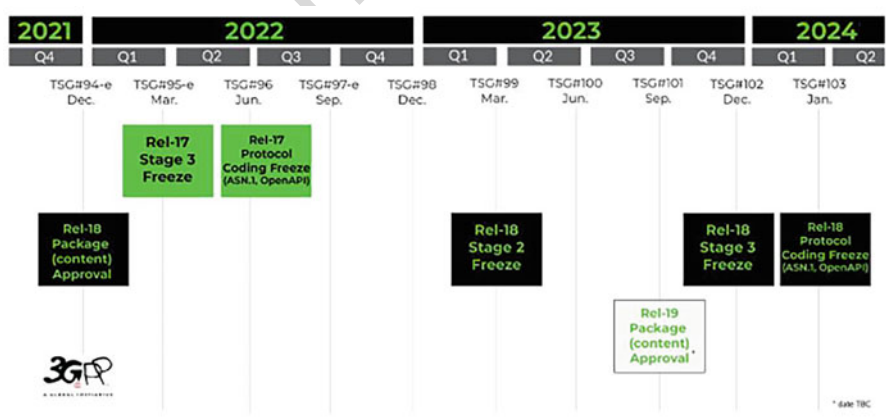 2021 2022 2023 2024
Q4 Q1 Q2 Q3 Q4 Q1 Q2 Q3 Q4 Q1 Q2
TSG#94-e TSG#95-e TSG#96 TSG#97-e TSG#98 TSG#99 TSG#100 TSG#101 TSG#102 TSG#103
Dec. Mar. Jun. Sep. Dec. Mar. Jun. Sep. Dec. Jan.
Rel-17
Stage 3
Freeze
Rel-17
Protocol
Coding Freeze
(ASN.1, OpenAPI)
Rel-18
Package
(content)
Approval
Rel-18
Stage 2
Freeze
Rel-18
Stage 3
Freeze
Rel-18
Protocol
Coding Freeze
(ASN.1, OpenAPI)
Rel-19
Package
(content)
Approval*
3GPP
A GLOBAL INITIATIVE
* date TBC